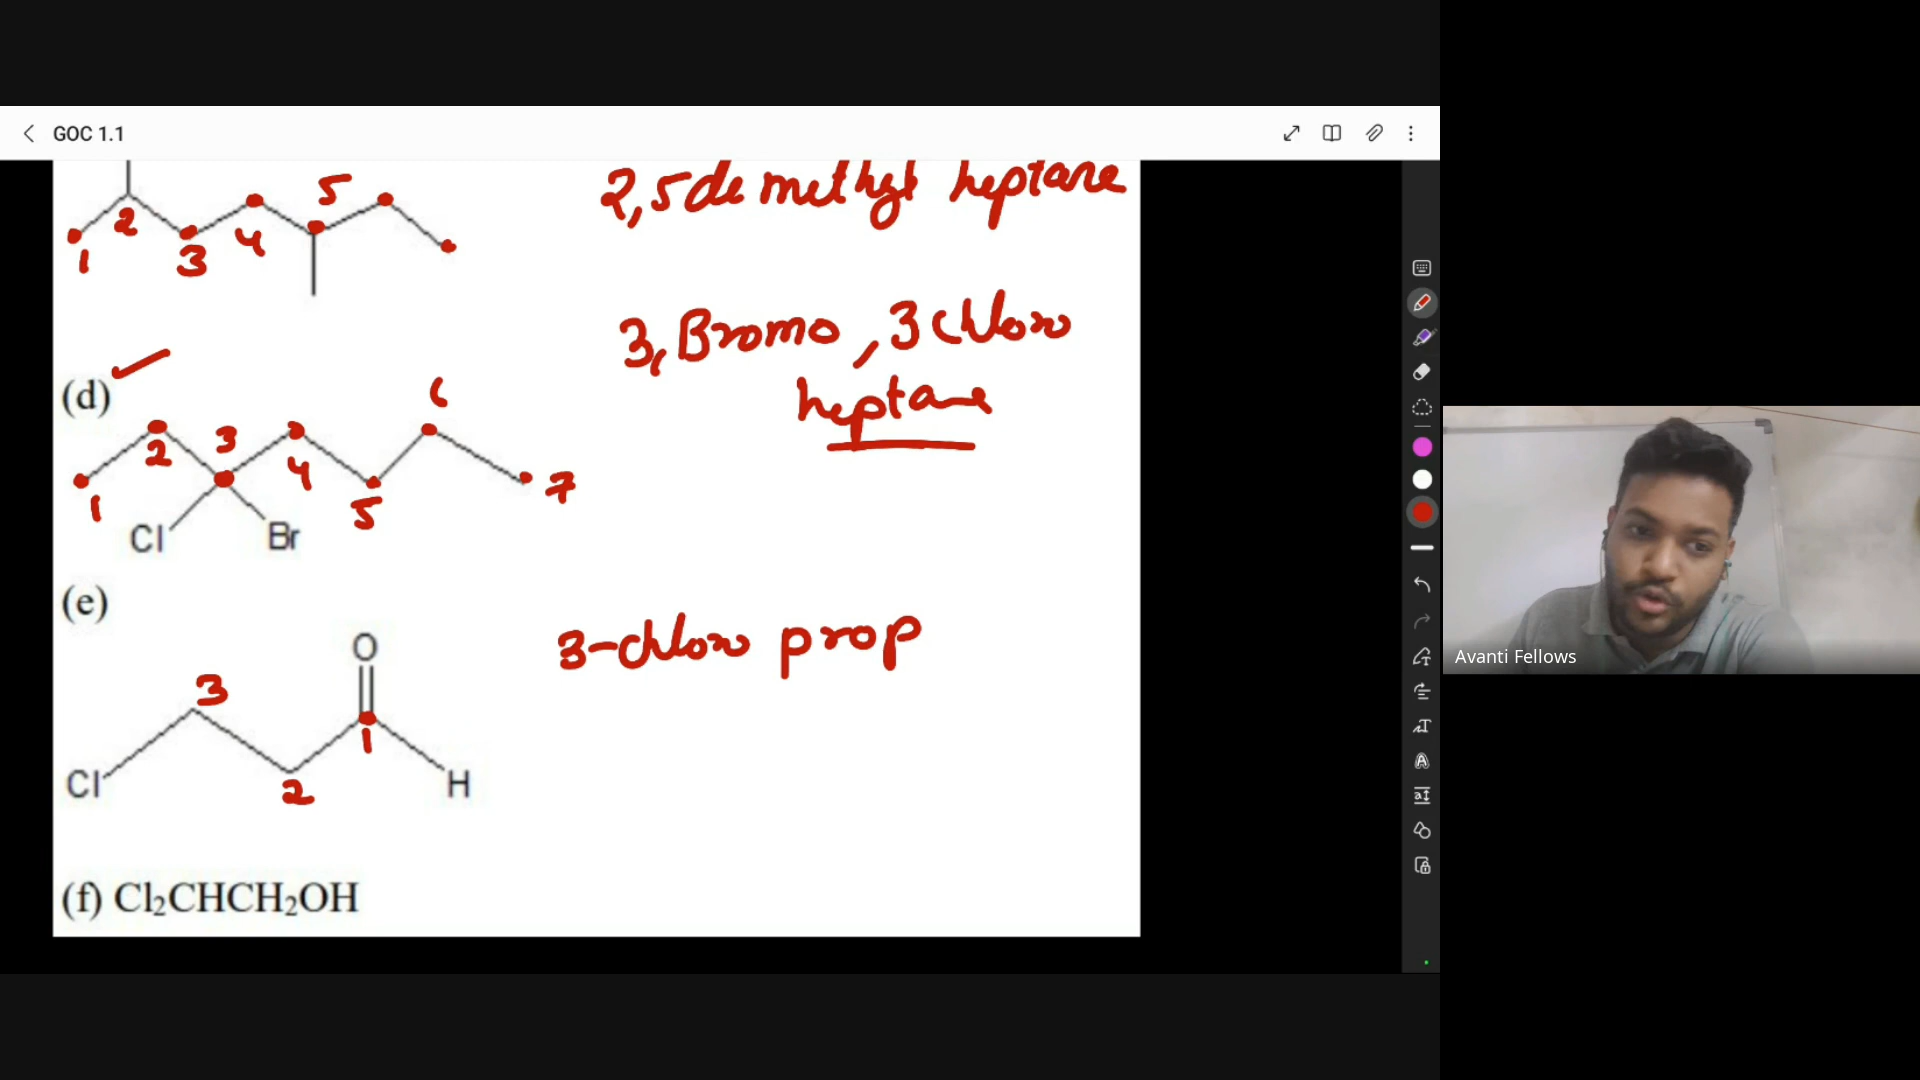 GOC 1.1
2,5 di methyl heptane
1 2 3 4 5
3, Bromo, 3 chloro
heptane
(d)
1 2 3 4 5 6 7
Cl Br
(e)
3-chloro prop
O
3
1
Cl
2
H
(f) Cl₂CHCH₂OH
Avanti Fellows